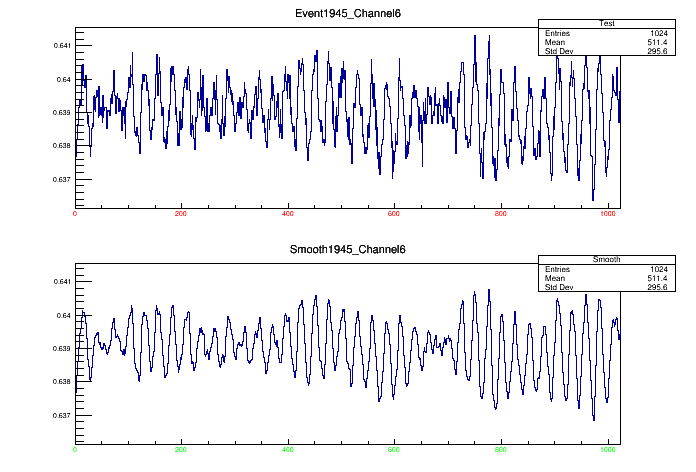 Event1945_Channel6
Test
Entries 1024
Mean 511.4
Std Dev 295.6
0.641
0.64
0.639
0.638
0.637
0 200 400 600 800 1000
Smooth1945_Channel6
Smooth
Entries 1024
Mean 511.4
Std Dev 295.6
0.641
0.64
0.639
0.638
0.637
0 200 400 600 800 1000